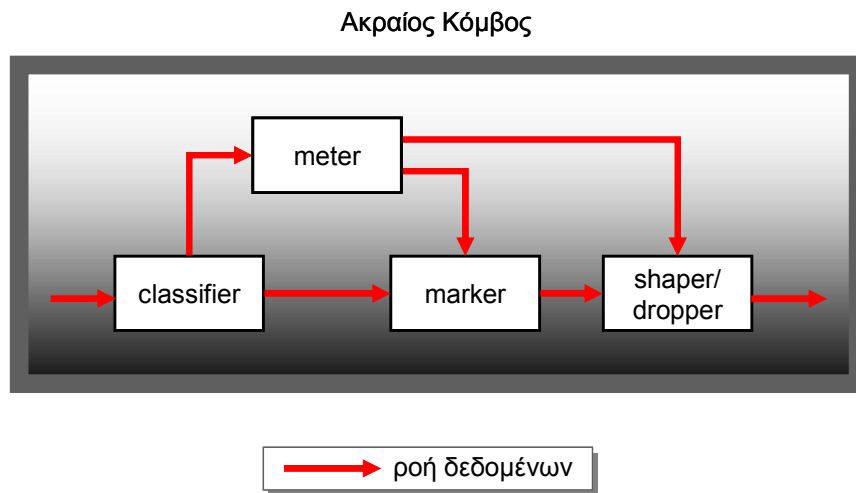 Ακραίος Κόμβος
meter
classifier
marker
shaper/
dropper
ροή δεδομένων